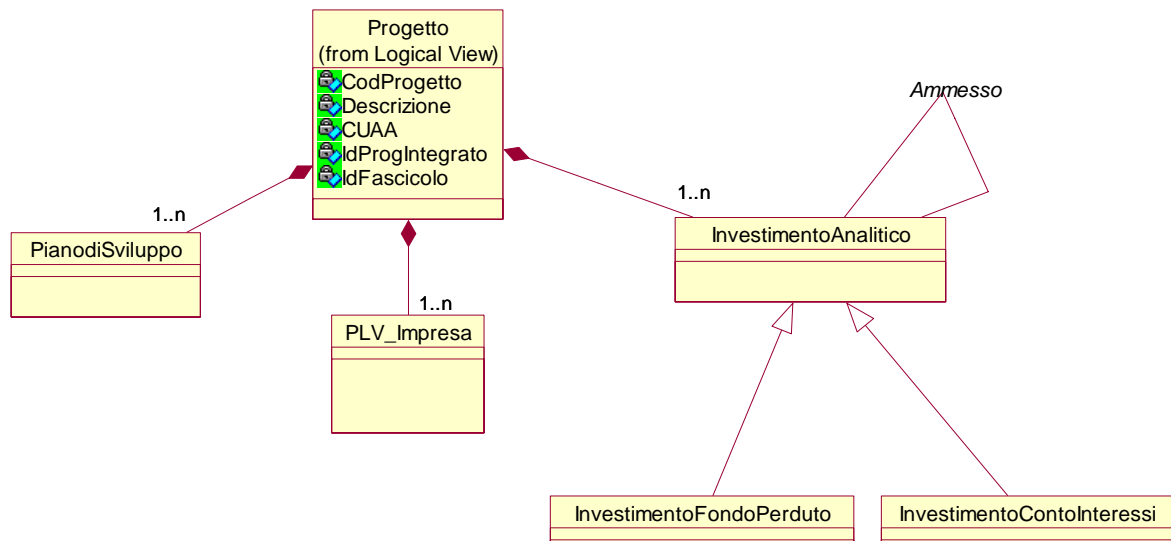 Progetto
(from Logical View)
CodProgetto
Descrizione
CUAA
IdProgIntegrato
IdFascicolo
Ammesso
1..n
1..n
1..n
PianodiSviluppo
InvestimentoAnalitico
PLV_Impresa
InvestimentoFondoPerduto
InvestimentoContoInteressi